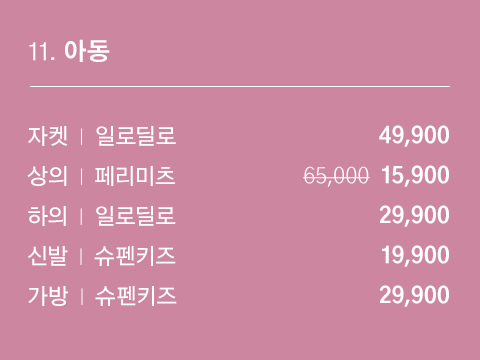 11. 아동
자켓 | 일로딜로 49,900
상의 | 페리미츠 65,000 15,900
하의 | 일로딜로 29,900
신발 | 슈펜키즈 19,900
가방 | 슈펜키즈 29,900